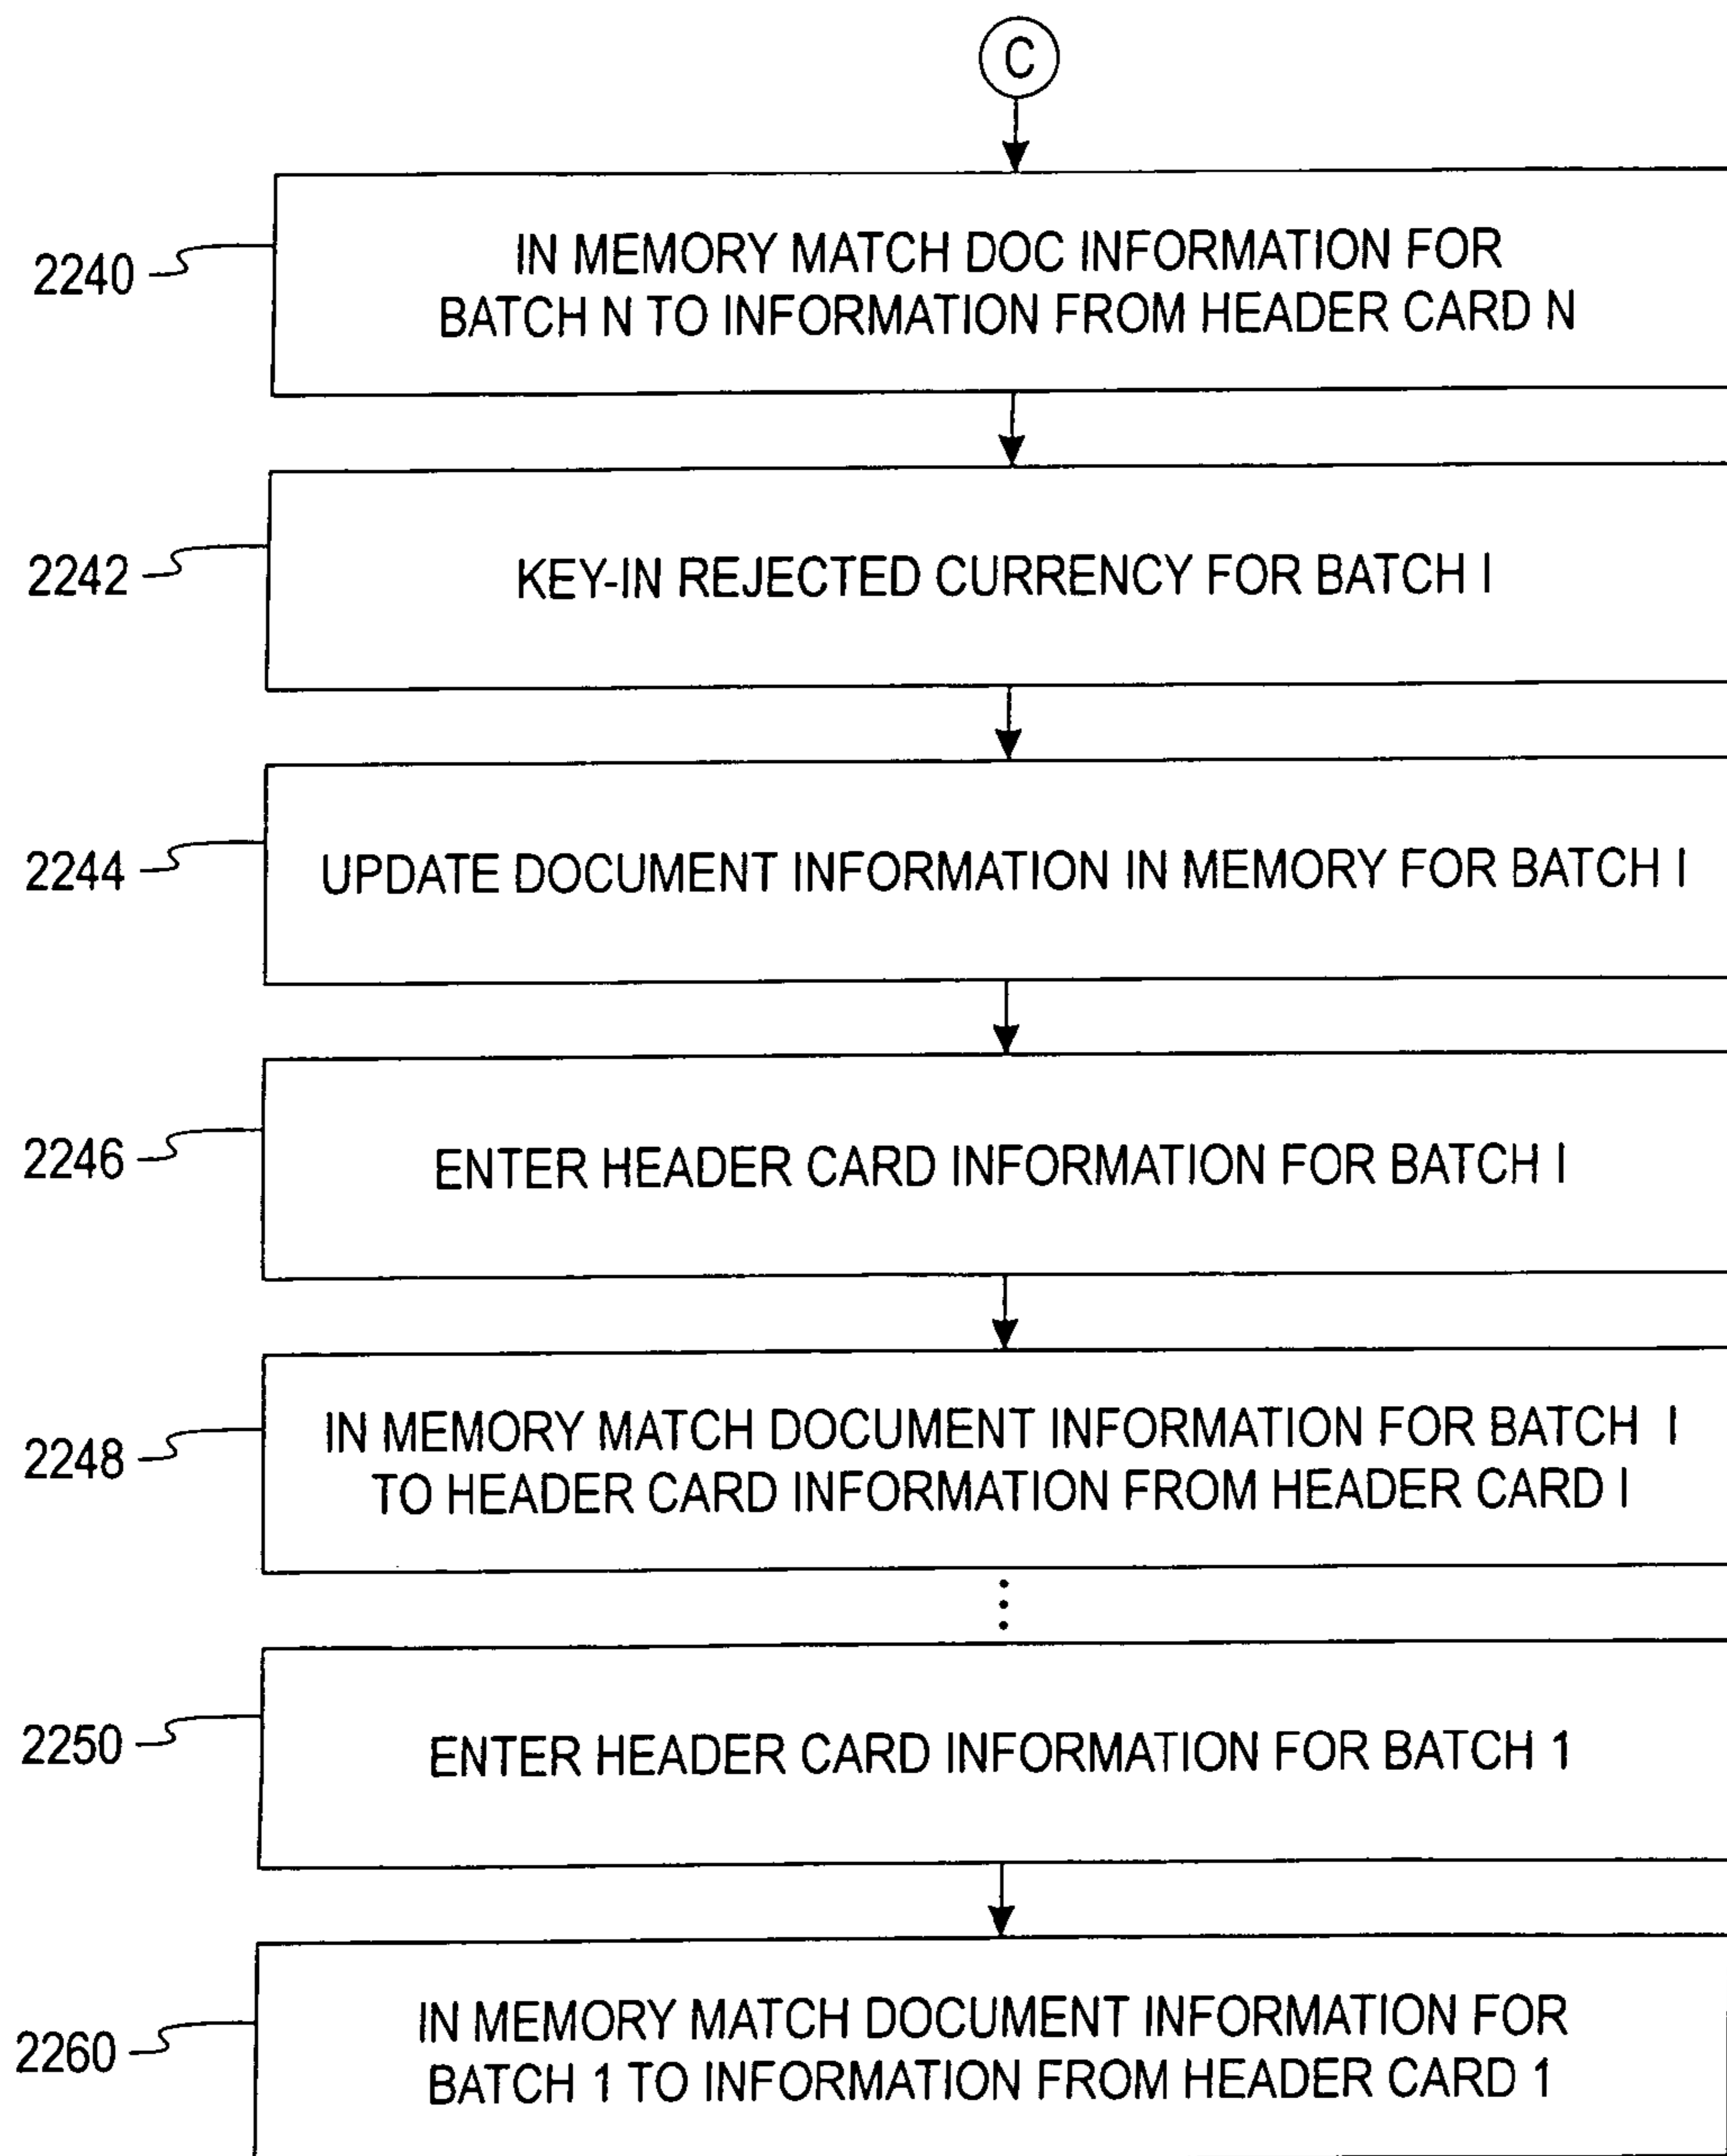 C
2240
IN MEMORY MATCH DOC INFORMATION FOR
BATCH N TO INFORMATION FROM HEADER CARD N
2242
KEY-IN REJECTED CURRENCY FOR BATCH I
2244
UPDATE DOCUMENT INFORMATION IN MEMORY FOR BATCH I
2246
ENTER HEADER CARD INFORMATION FOR BATCH I
2248
IN MEMORY MATCH DOCUMENT INFORMATION FOR BATCH I
TO HEADER CARD INFORMATION FROM HEADER CARD I
2250
ENTER HEADER CARD INFORMATION FOR BATCH 1
2260
IN MEMORY MATCH DOCUMENT INFORMATION FOR
BATCH 1 TO INFORMATION FROM HEADER CARD 1